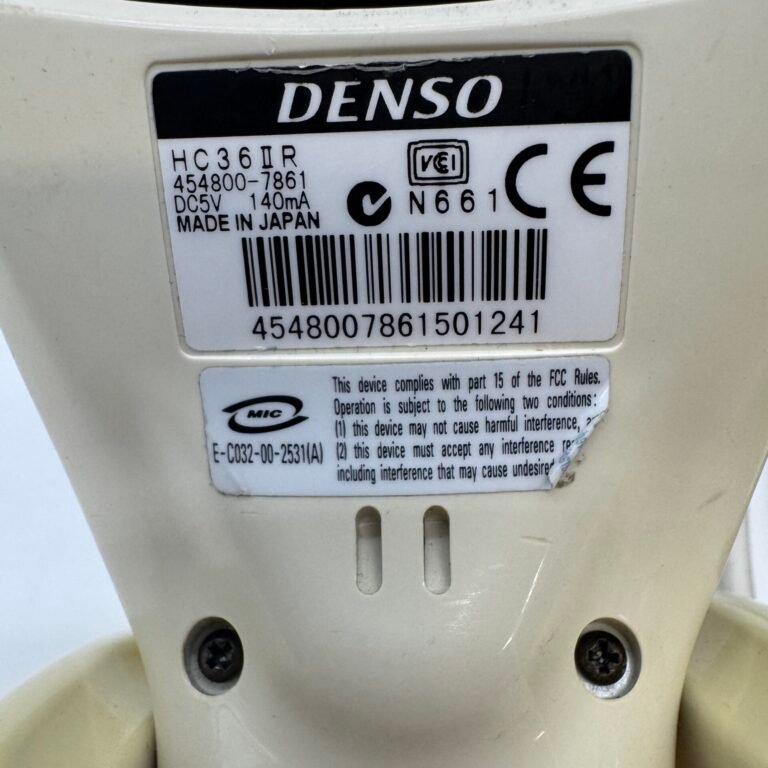 DENSO
HC36ⅡR
454800-7861
DC5V 140mA
MADE IN JAPAN
VCCI
N661
CE
4548007861501241
MIC
E-C032-00-2531(A)
This device complies with part 15 of the FCC Rules.
Operation is subject to the following two conditions:
(1) this device may not cause harmful interference,
(2) this device must accept any interference
including interference that may cause